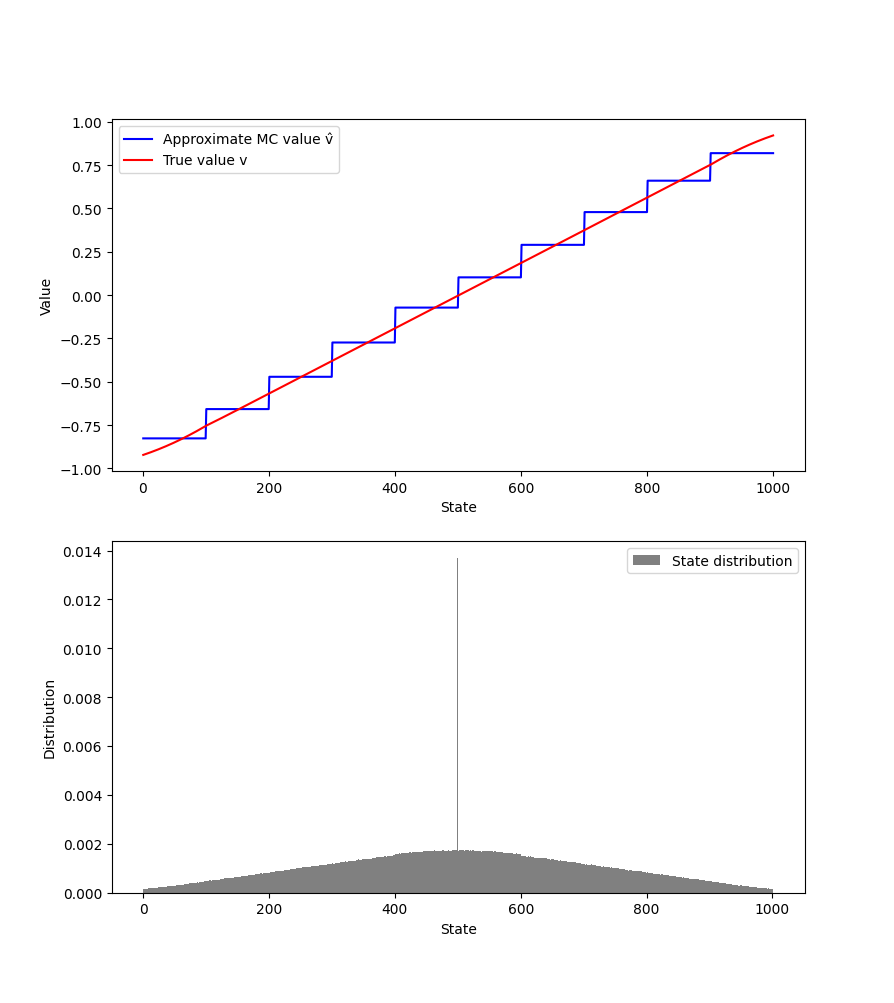 1.00
0.75
0.50
0.25
0.00
−0.25
−0.50
−0.75
−1.00
Value
Approximate MC value v̂
True value v
0 200 400 600 800 1000
State
0.014
0.012
0.010
0.008
0.006
0.004
0.002
0.000
Distribution
State distribution
0 200 400 600 800 1000
State